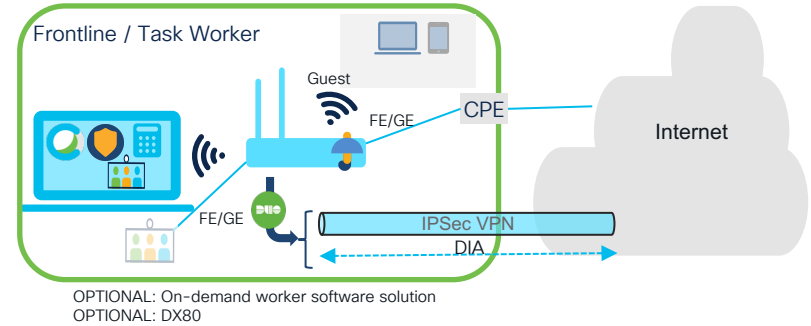 Frontline / Task Worker
Guest
FE/GE
CPE
Internet
FE/GE
DUO
IPSec VPN
DIA
OPTIONAL: On-demand worker software solution
OPTIONAL: DX80